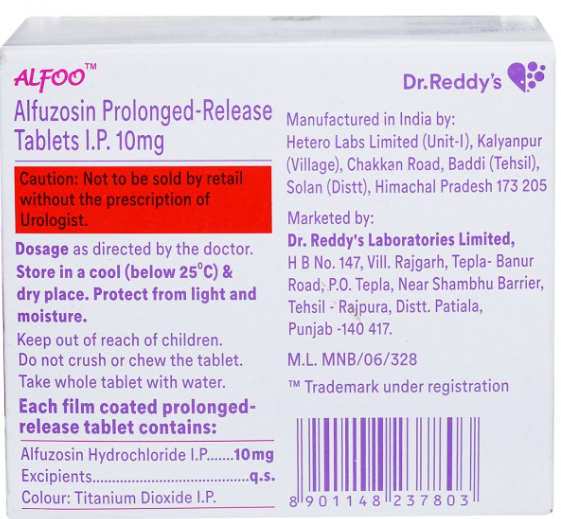 ALFOO™
Alfuzosin Prolonged-Release
Tablets I.P. 10mg
Caution: Not to be sold by retail
without the prescription of
Urologist.
Dosage as directed by the doctor.
Store in a cool (below 25°C) &
dry place. Protect from light and
moisture.
Keep out of reach of children.
Do not crush or chew the tablet.
Take whole tablet with water.
Each film coated prolonged-
release tablet contains:
Alfuzosin Hydrochloride I.P......10mg
Excipients.......................................q.s.
Colour: Titanium Dioxide I.P.
Dr.Reddy's
Manufactured in India by:
Hetero Labs Limited (Unit-I), Kalyanpur
(Village), Chakkan Road, Baddi (Tehsil),
Solan (Distt), Himachal Pradesh 173 205
Marketed by:
Dr. Reddy's Laboratories Limited,
H B No. 147, Vill. Rajgarh, Tepla- Banur
Road, P.O. Tepla, Near Shambhu Barrier,
Tehsil - Rajpura, Distt. Patiala,
Punjab -140 417.
M.L. MNB/06/328
™ Trademark under registration
8 901148 237803